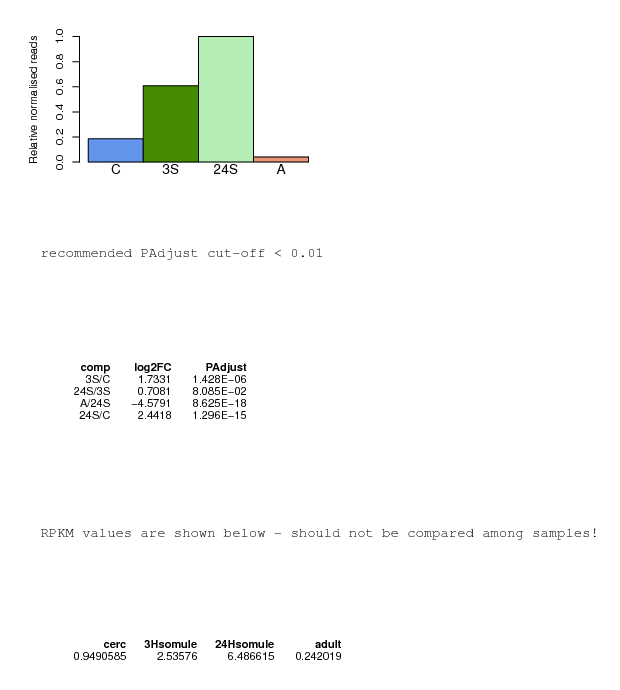 Relative normalised reads
1.0
0.8
0.6
0.4
0.2
0.0
C 3S 24S A
recommended PAdjust cut-off < 0.01
comp log2FC PAdjust
3S/C 1.7331 1.428E−06
24S/3S 0.7081 8.085E−02
A/24S −4.5791 8.625E−18
24S/C 2.4418 1.296E−15
RPKM values are shown below - should not be compared among samples!
cerc 3Hsomule 24Hsomule adult
0.9490585 2.53576 6.486615 0.242019